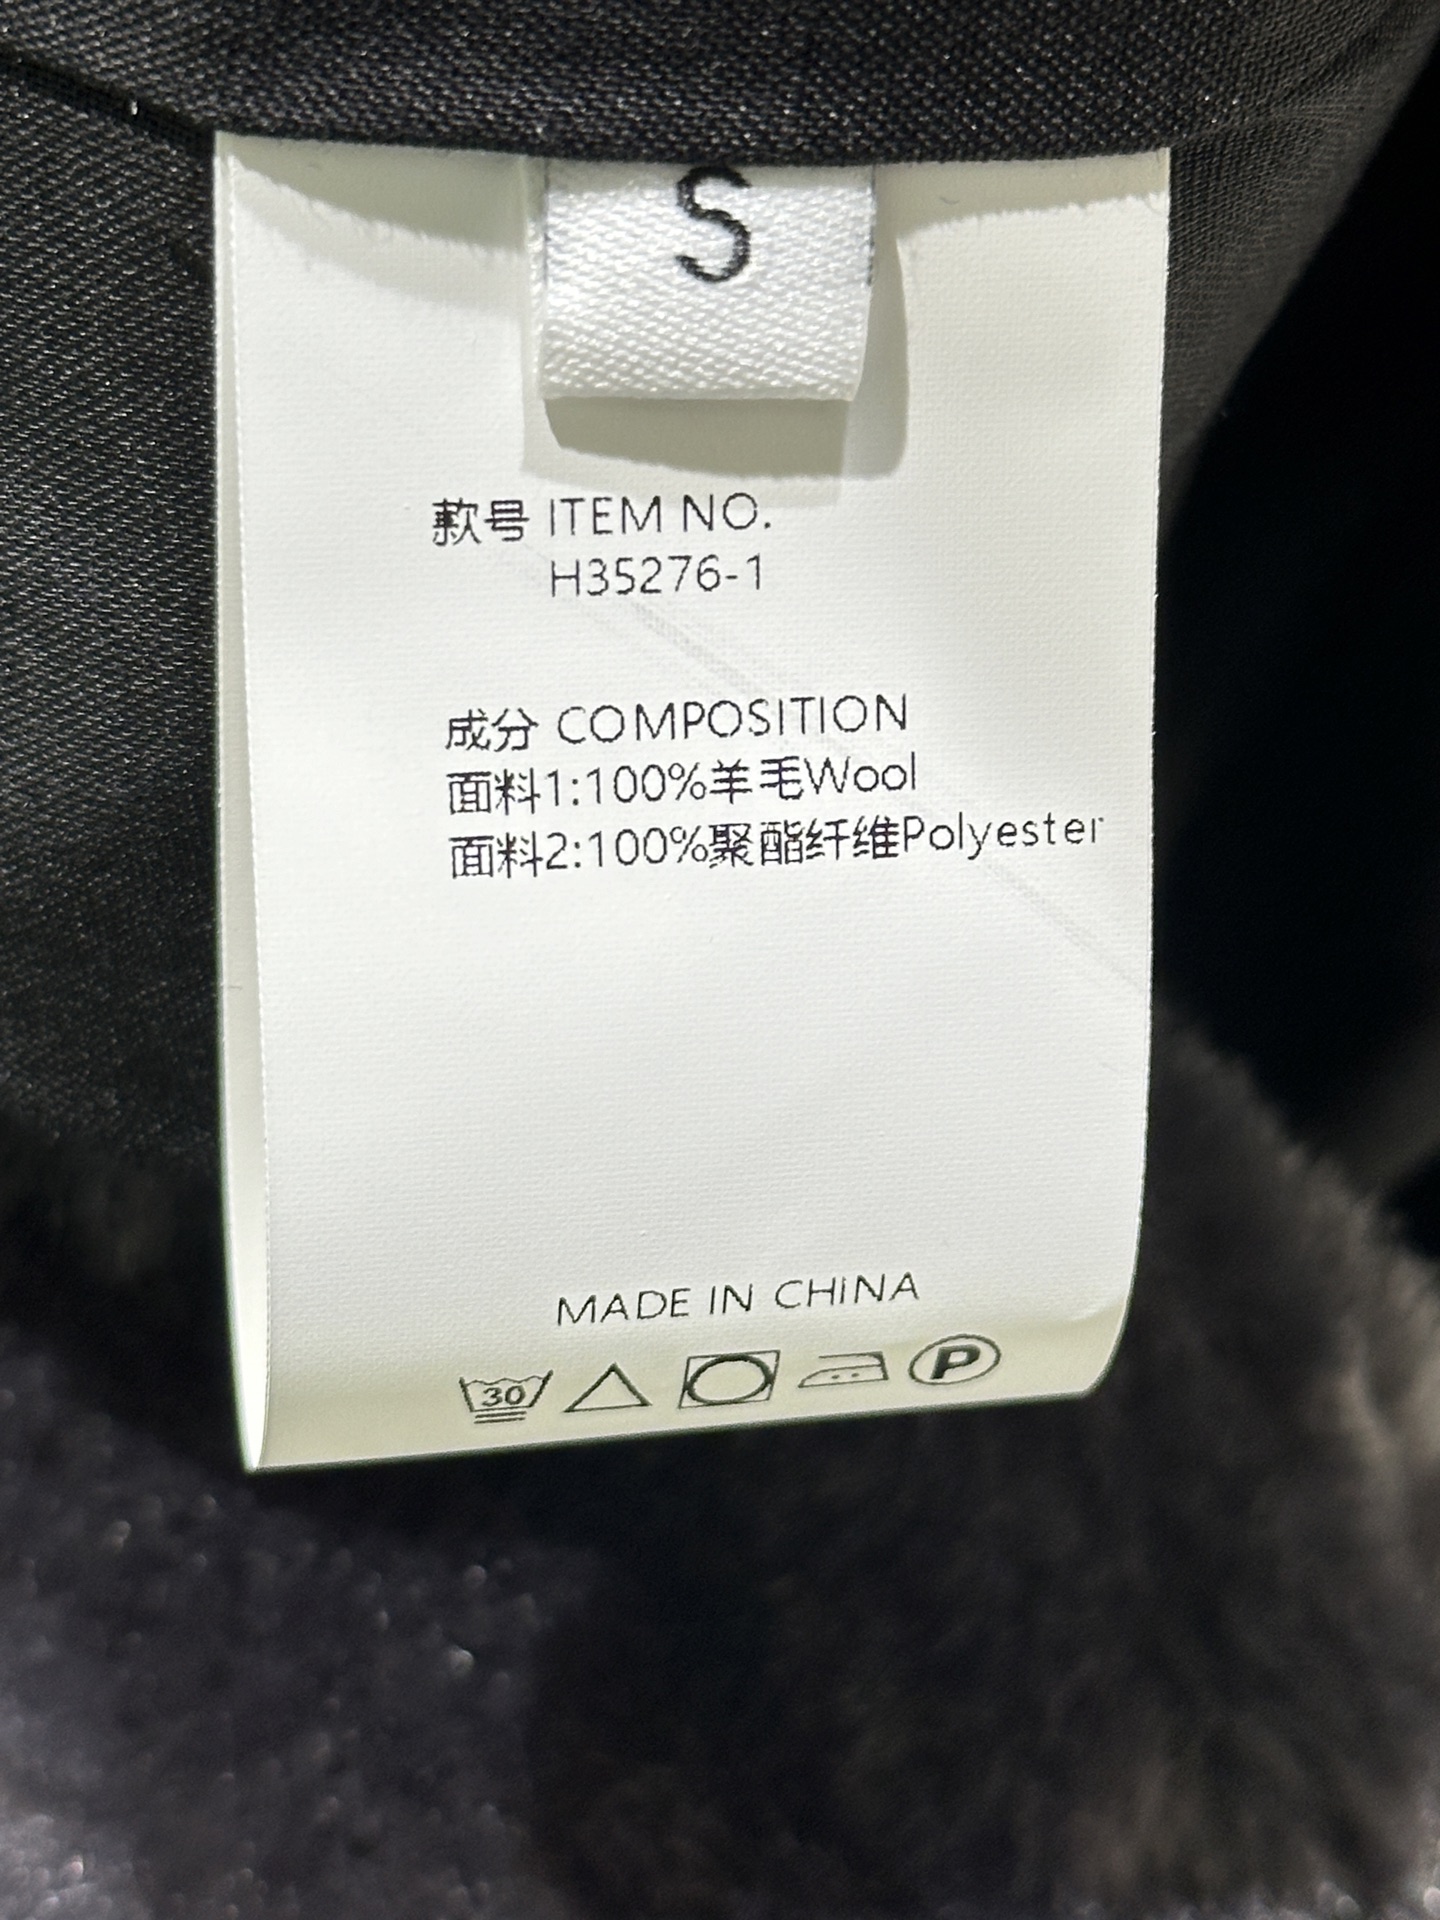 S
款号 ITEM NO.
H35276-1
成分 COMPOSITION
面料1:100%羊毛Wool
面料2:100%聚酯纤维Polyester
MADE IN CHINA
30 P